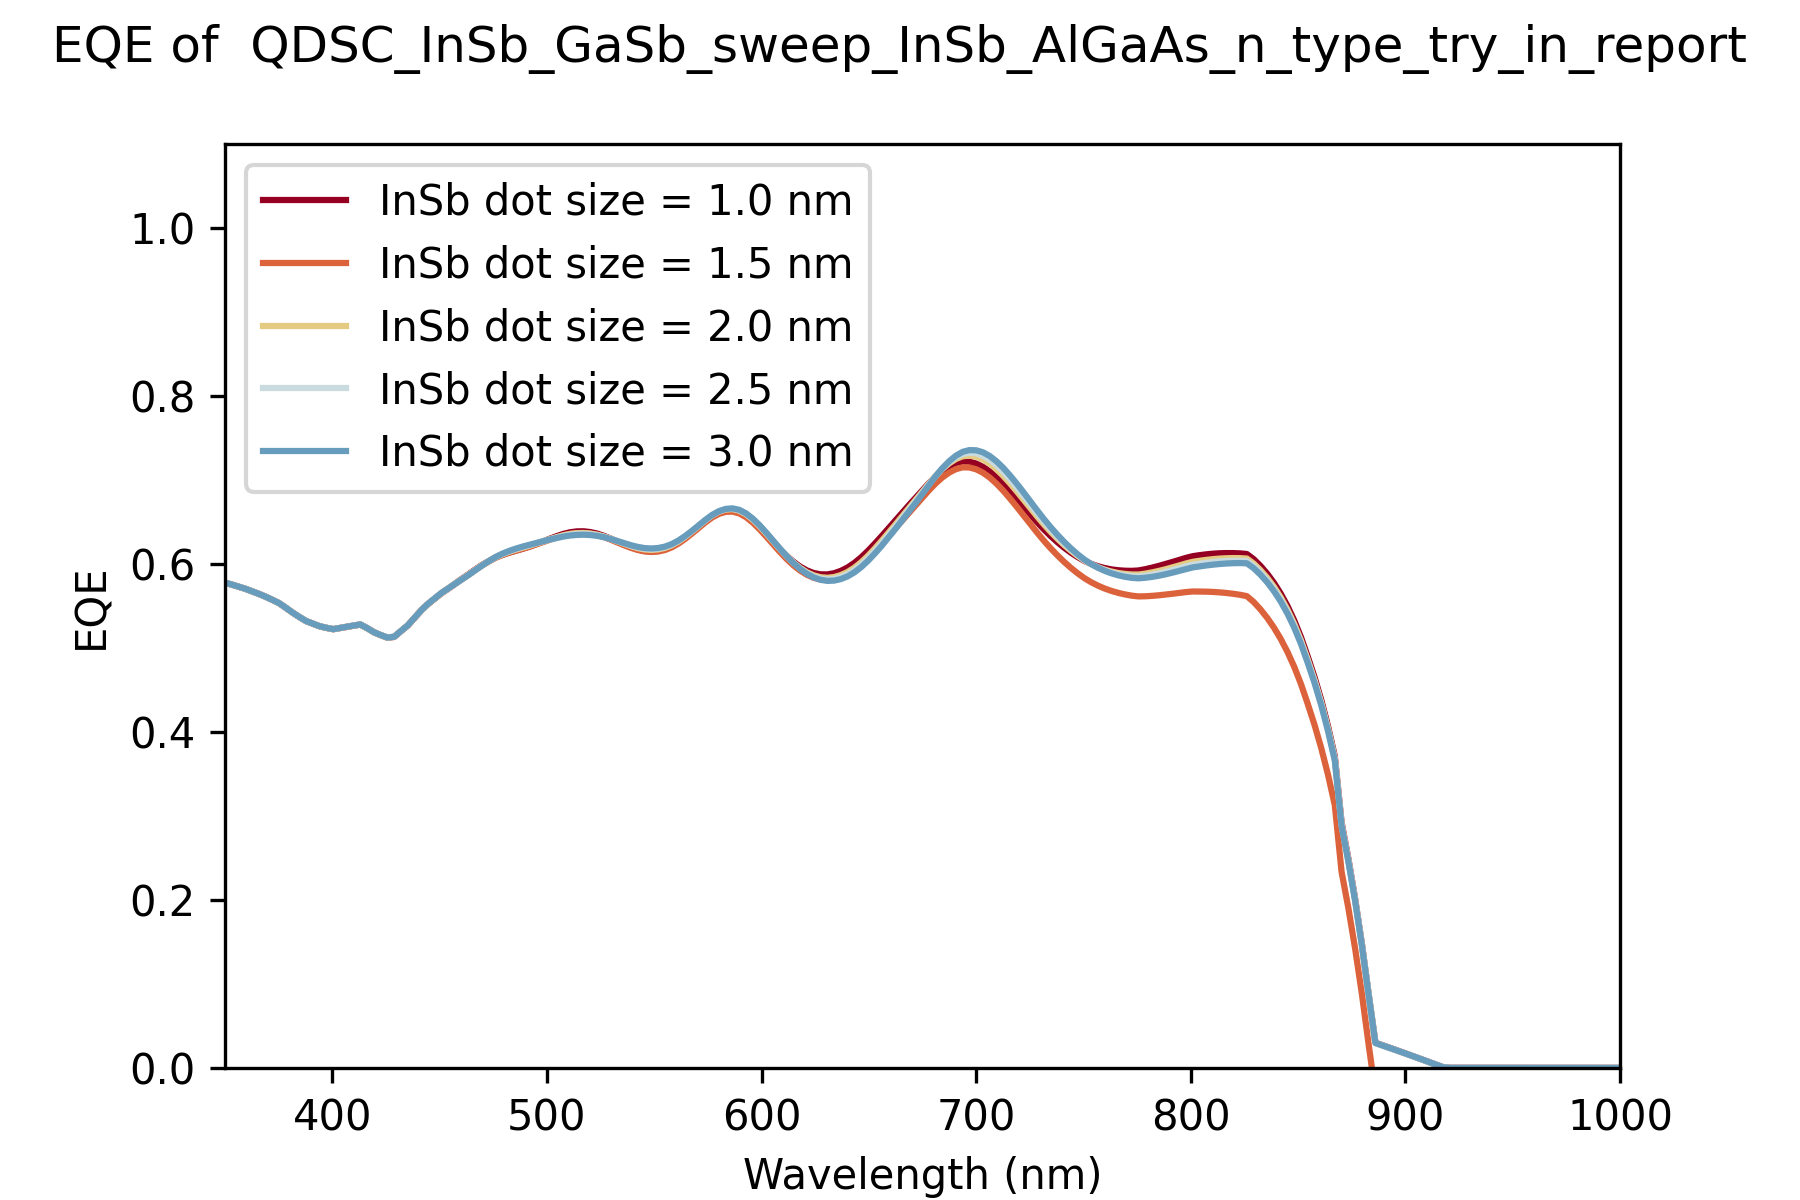 EQE of  QDSC_InSb_GaSb_sweep_InSb_AlGaAs_n_type_try_in_report
InSb dot size = 1.0 nm
InSb dot size = 1.5 nm
InSb dot size = 2.0 nm
InSb dot size = 2.5 nm
InSb dot size = 3.0 nm
1.0
0.8
0.6
0.4
0.2
0.0
EQE
400 500 600 700 800 900 1000
Wavelength (nm)